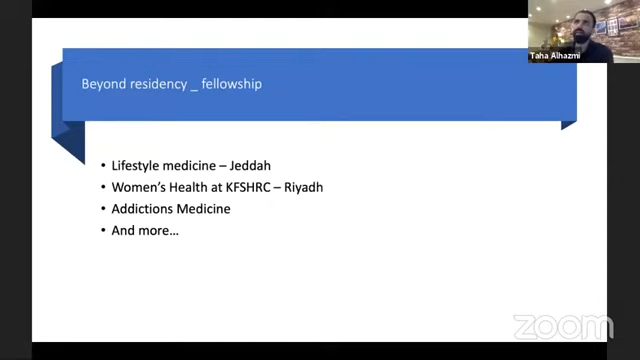 Taha Alhazmi
Beyond residency _ fellowship
• Lifestyle medicine – Jeddah
• Women's Health at KFSHRC – Riyadh
• Addictions Medicine
• And more...
zoom